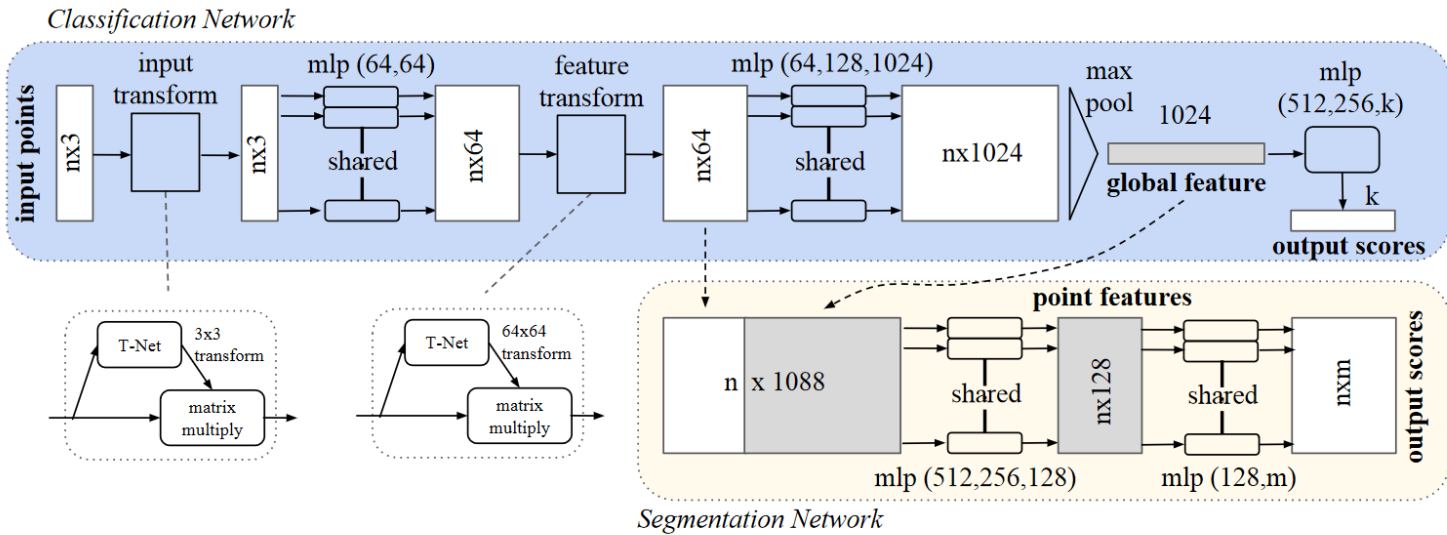 Classification Network
input points
nx3
input
transform
nx3
mlp (64,64)
shared
nx64
feature
transform
nx64
mlp (64,128,1024)
shared
nx1024
max
pool
1024
global feature
mlp
(512,256,k)
k
output scores
T-Net
3x3
transform
matrix
multiply
T-Net
64x64
transform
matrix
multiply
point features
n x 1088
shared
mlp (512,256,128)
nx128
shared
mlp (128,m)
nxm
output scores
Segmentation Network